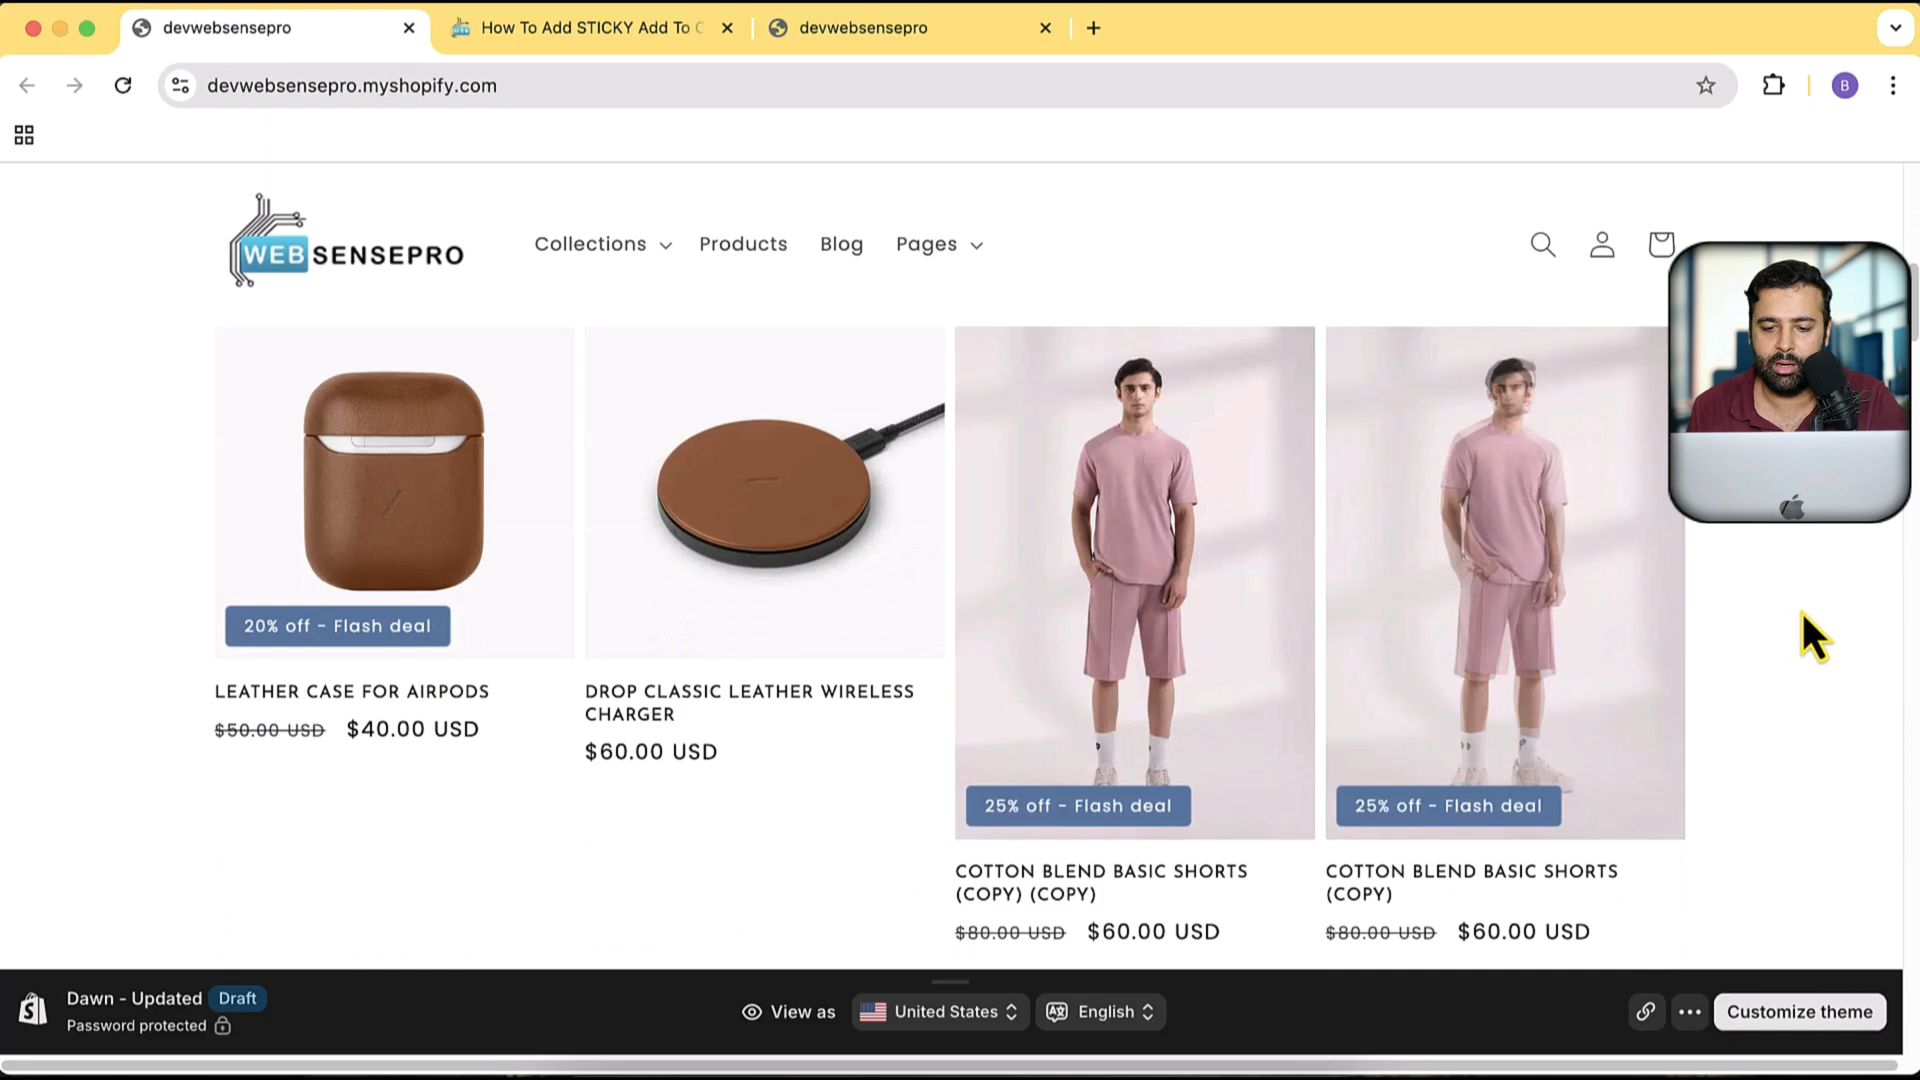 devwebsensepro
How To Add STICKY Add To C
devwebsensepro
devwebsensepro.myshopify.com
B
WEBSENSEPRO
Collections
Products
Blog
Pages
20% off - Flash deal
25% off - Flash deal
25% off - Flash deal
LEATHER CASE FOR AIRPODS
$50.00 USD $40.00 USD
DROP CLASSIC LEATHER WIRELESS
CHARGER
$60.00 USD
COTTON BLEND BASIC SHORTS
(COPY) (COPY)
$80.00 USD $60.00 USD
COTTON BLEND BASIC SHORTS
(COPY)
$80.00 USD $60.00 USD
Dawn - Updated Draft
Password protected
View as
United States
English
Customize theme